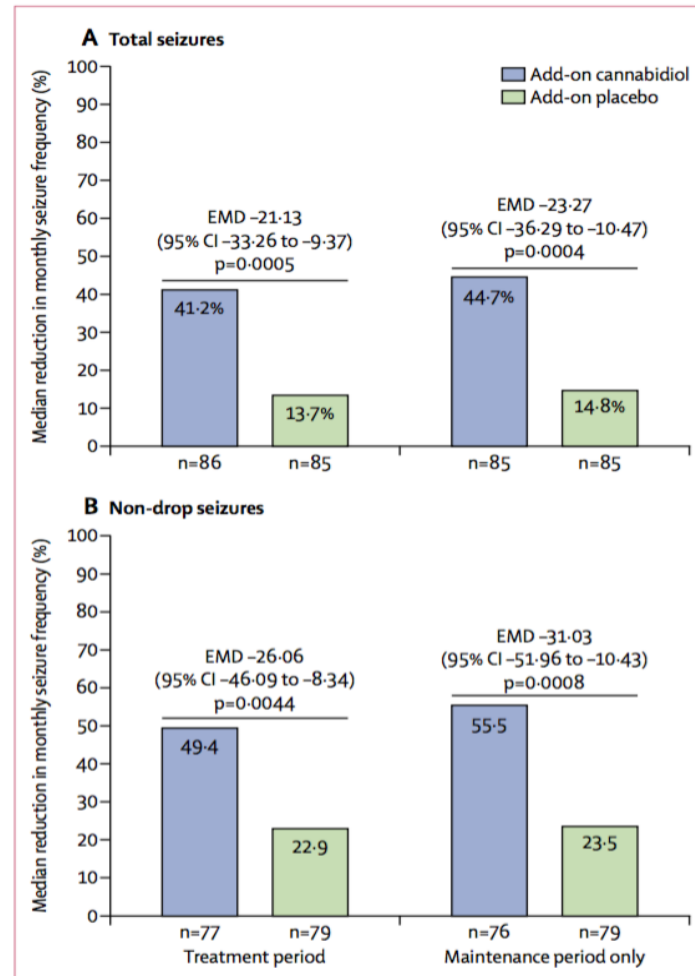 A Total seizures
Median reduction in monthly seizure frequency (%)
100
90
80
70
60
50
40
30
20
10
0
Add-on cannabidiol
Add-on placebo
EMD –21·13
(95% CI –33·26 to –9·37)
p=0·0005
EMD –23·27
(95% CI –36·29 to –10·47)
p=0·0004
41·2%
13·7%
44·7%
14·8%
n=86
n=85
n=85
n=85
B Non-drop seizures
Median reduction in monthly seizure frequency (%)
100
90
80
70
60
50
40
30
20
10
0
EMD –26·06
(95% CI –46·09 to –8·34)
p=0·0044
EMD –31·03
(95% CI –51·96 to –10·43)
p=0·0008
49·4
22·9
55·5
23·5
n=77
n=79
n=76
n=79
Treatment period
Maintenance period only